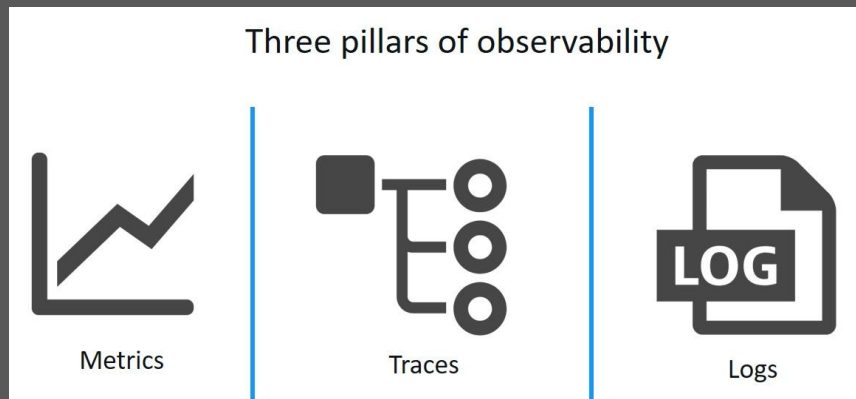 Three pillars of observability
LOG
Metrics
Traces
Logs